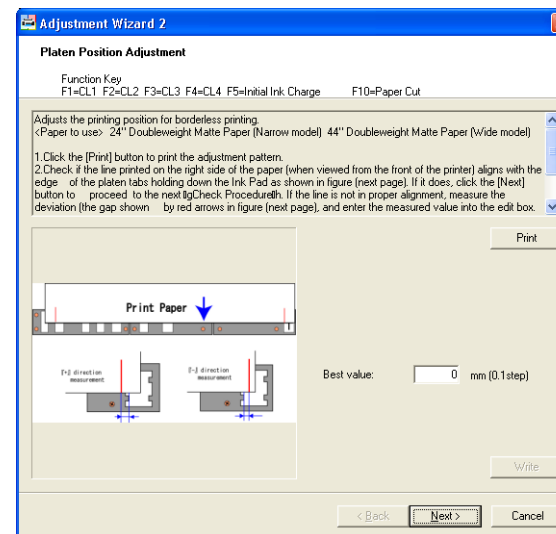 Adjustment Wizard 2
Platen Position Adjustment
Function Key
F1=CL1 F2=CL2 F3=CL3 F4=CL4 F5=Initial Ink Charge F10=Paper Cut
Adjusts the printing position for borderless printing.
<Paper to use> 24" Doubleweight Matte Paper (Narrow model) 44" Doubleweight Matte Paper (Wide model)
1.Click the [Print] button to print the adjustment pattern.
2.Check if the line printed on the right side of the paper (when viewed from the front of the printer) aligns with the
edge of the platen tabs holding down the Ink Pad as shown in figure (next page). If it does, click the [Next]
button to proceed to the next gCheck Procedureh. If the line is not in proper alignment, measure the
deviation (the gap shown by red arrows in figure (next page), and enter the measured value into the edit box.
Print
Print Paper
[+] direction
measurement
[-] direction
measurement
Best value: 0 mm (0.1step)
Write
< Back Next > Cancel